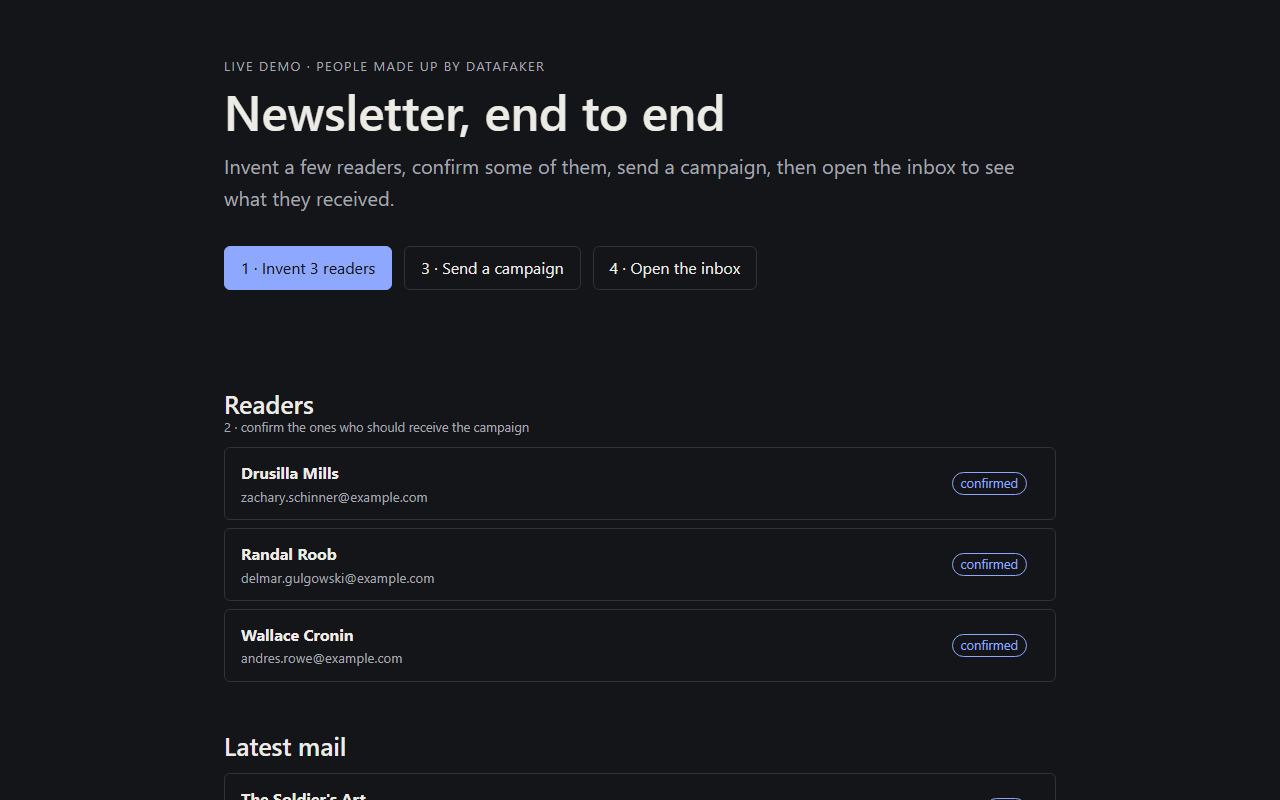 LIVE DEMO · PEOPLE MADE UP BY DATAFAKER
Newsletter, end to end
Invent a few readers, confirm some of them, send a campaign, then open the inbox to see
what they received.
1 · Invent 3 readers
3 · Send a campaign
4 · Open the inbox
Readers
2 · confirm the ones who should receive the campaign
Drusilla Mills
zachary.schinner@example.com
confirmed
Randal Roob
delmar.gulgowski@example.com
confirmed
Wallace Cronin
andres.rowe@example.com
confirmed
Latest mail
The Soldier's Art